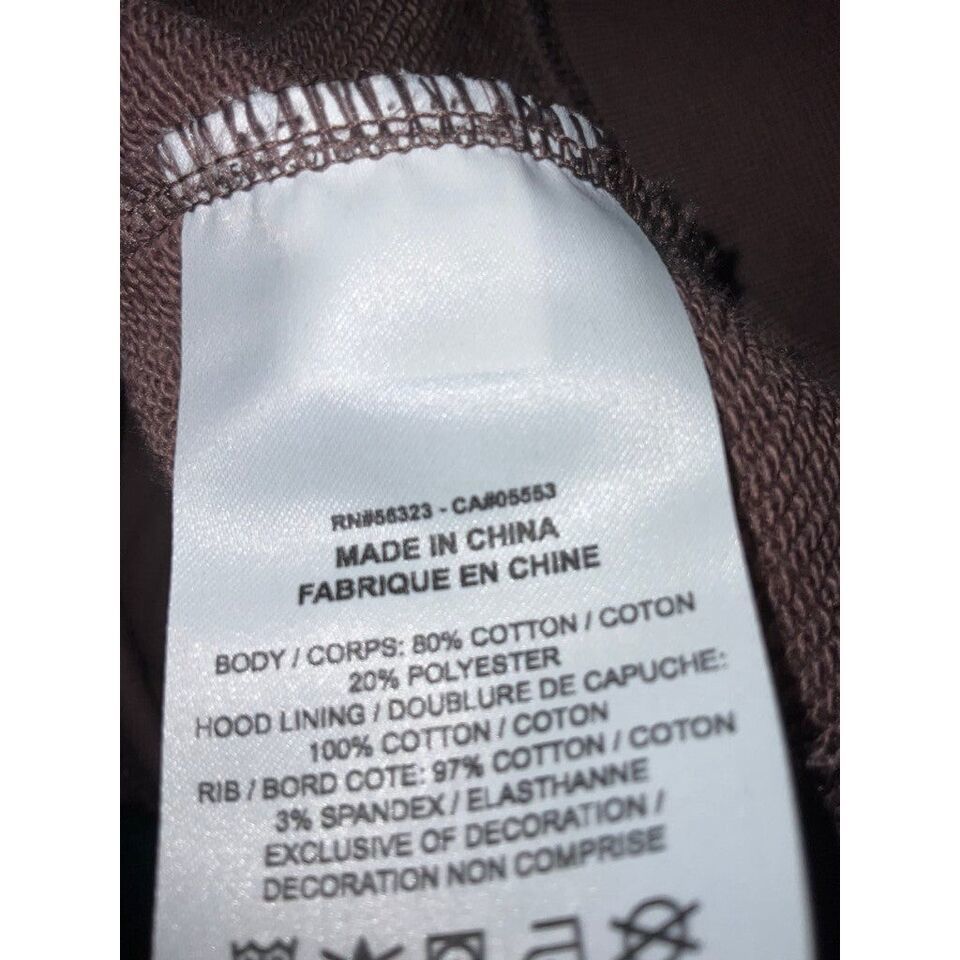 RN#56323 - CA#05553
MADE IN CHINA
FABRIQUE EN CHINE
BODY / CORPS: 80% COTTON / COTON
20% POLYESTER
HOOD LINING / DOUBLURE DE CAPUCHE:
100% COTTON / COTON
RIB / BORD COTE: 97% COTTON / COTON
3% SPANDEX / ELASTHANNE
EXCLUSIVE OF DECORATION /
DECORATION NON COMPRISE